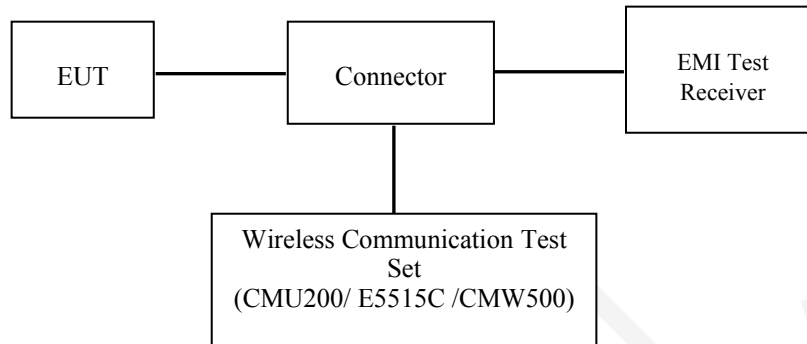 EUT
Connector
EMI Test
Receiver
Wireless Communication Test
Set
(CMU200/ E5515C /CMW500)